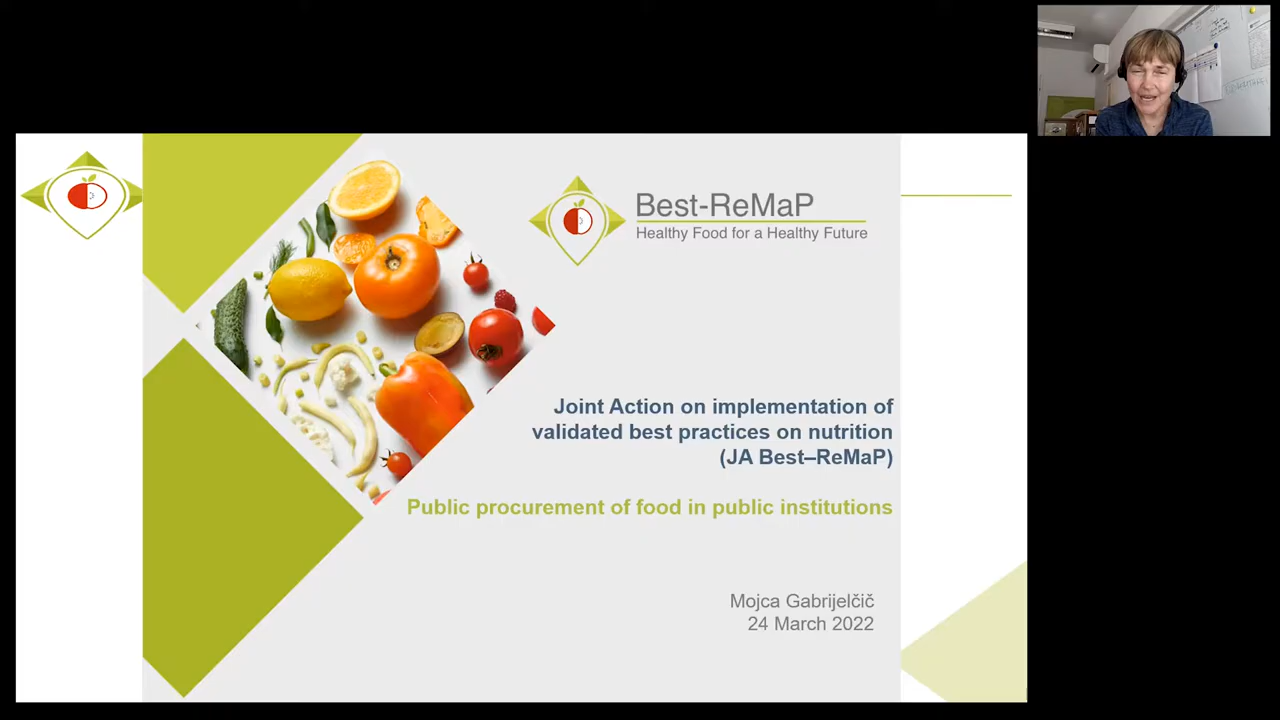 Best-ReMaP
Healthy Food for a Healthy Future
Joint Action on implementation of
validated best practices on nutrition
(JA Best–ReMaP)
Public procurement of food in public institutions
Mojca Gabrijelčič
24 March 2022